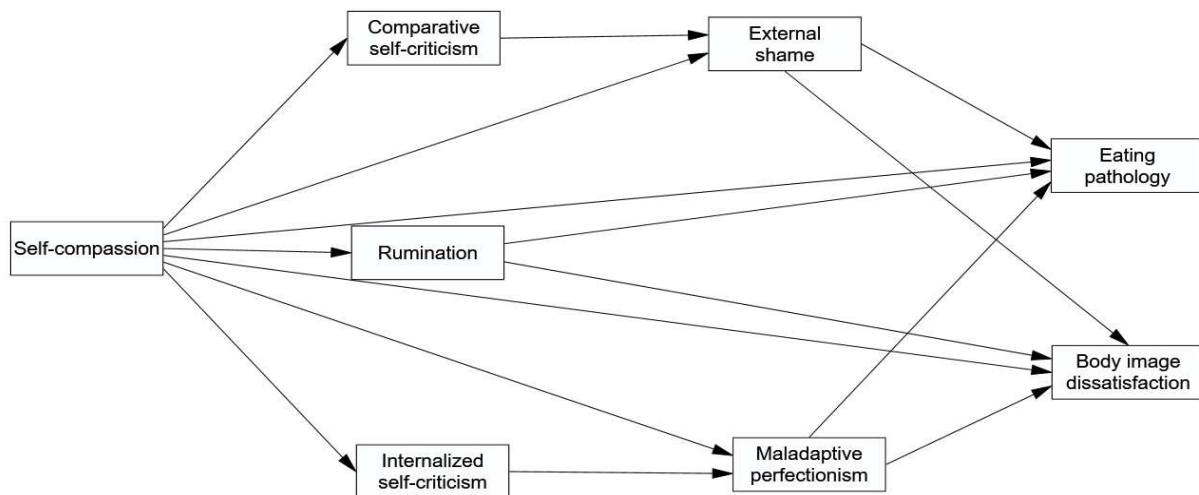 Comparative
self-criticism
External
shame
Eating
pathology
Self-compassion
Rumination
Body image
dissatisfaction
Internalized
self-criticism
Maladaptive
perfectionism